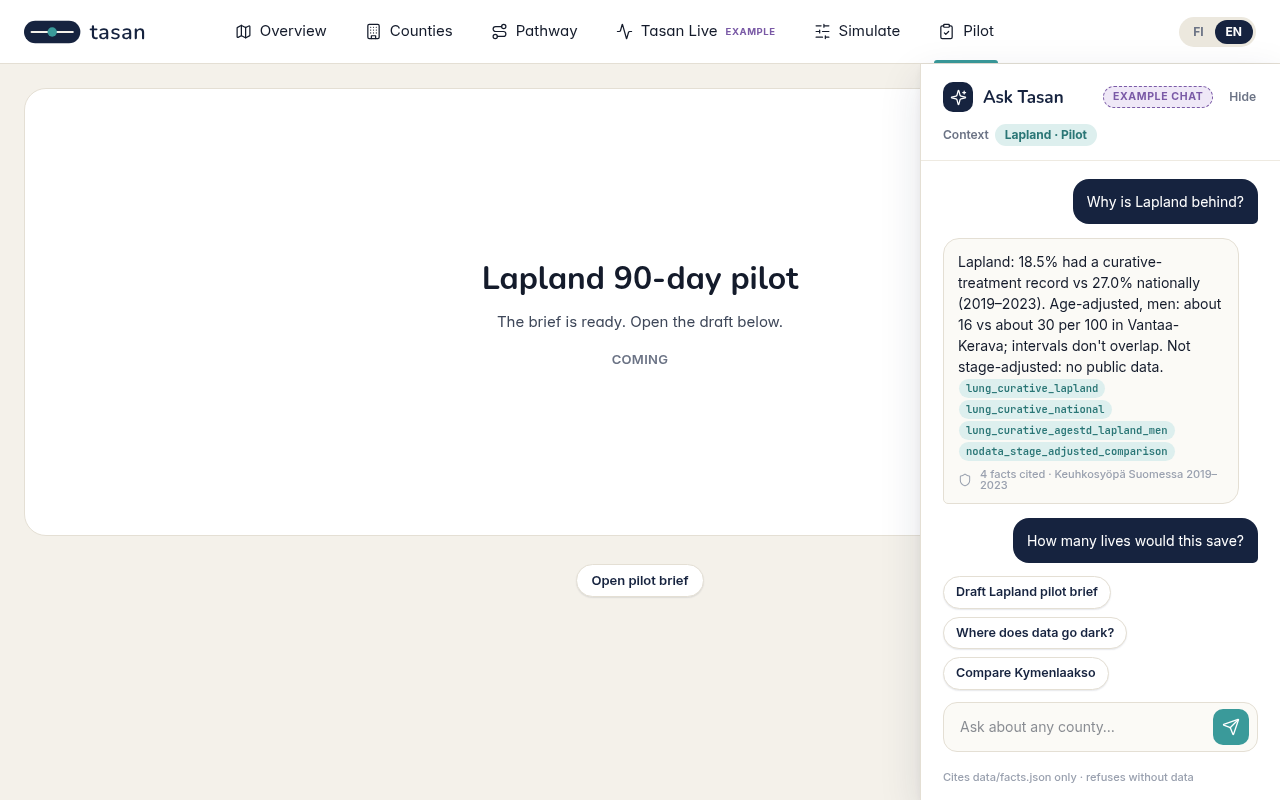 tasan
Overview
Counties
Pathway
Tasan Live EXAMPLE
Simulate
Pilot
FI EN
Lapland 90-day pilot
The brief is ready. Open the draft below.
COMING
Open pilot brief
Ask Tasan
EXAMPLE CHAT
Hide
Context Lapland · Pilot
Why is Lapland behind?
Lapland: 18.5% had a curative-
treatment record vs 27.0% nationally
(2019–2023). Age-adjusted, men: about
16 vs about 30 per 100 in Vantaa-
Kerava; intervals don't overlap. Not
stage-adjusted: no public data.
lung_curative_lapland
lung_curative_national
lung_curative_agestd_lapland_men
nodata_stage_adjusted_comparison
4 facts cited · Keuhkosyöpä Suomessa 2019–
2023
How many lives would this save?
Draft Lapland pilot brief
Where does data go dark?
Compare Kymenlaakso
Ask about any county...
Cites data/facts.json only · refuses without data